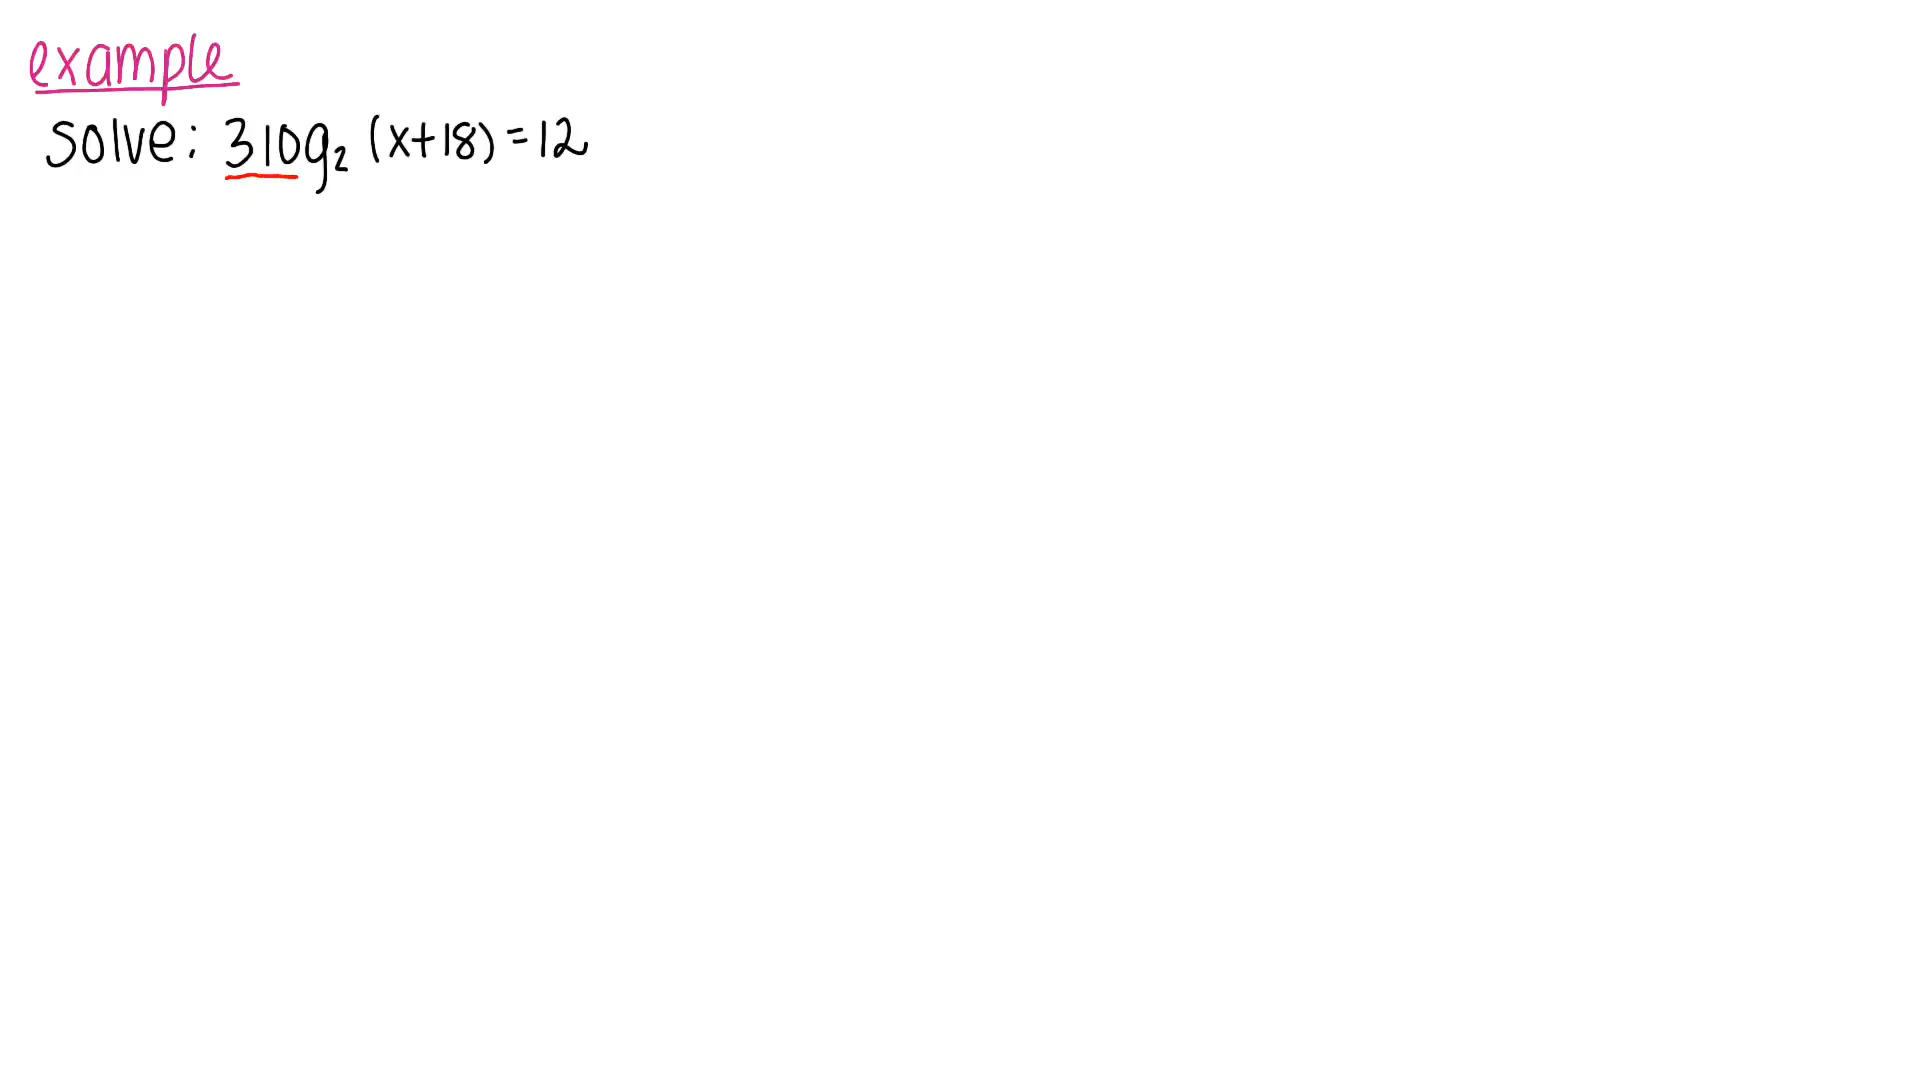 example
solve: 3log₂ (x+18) = 12